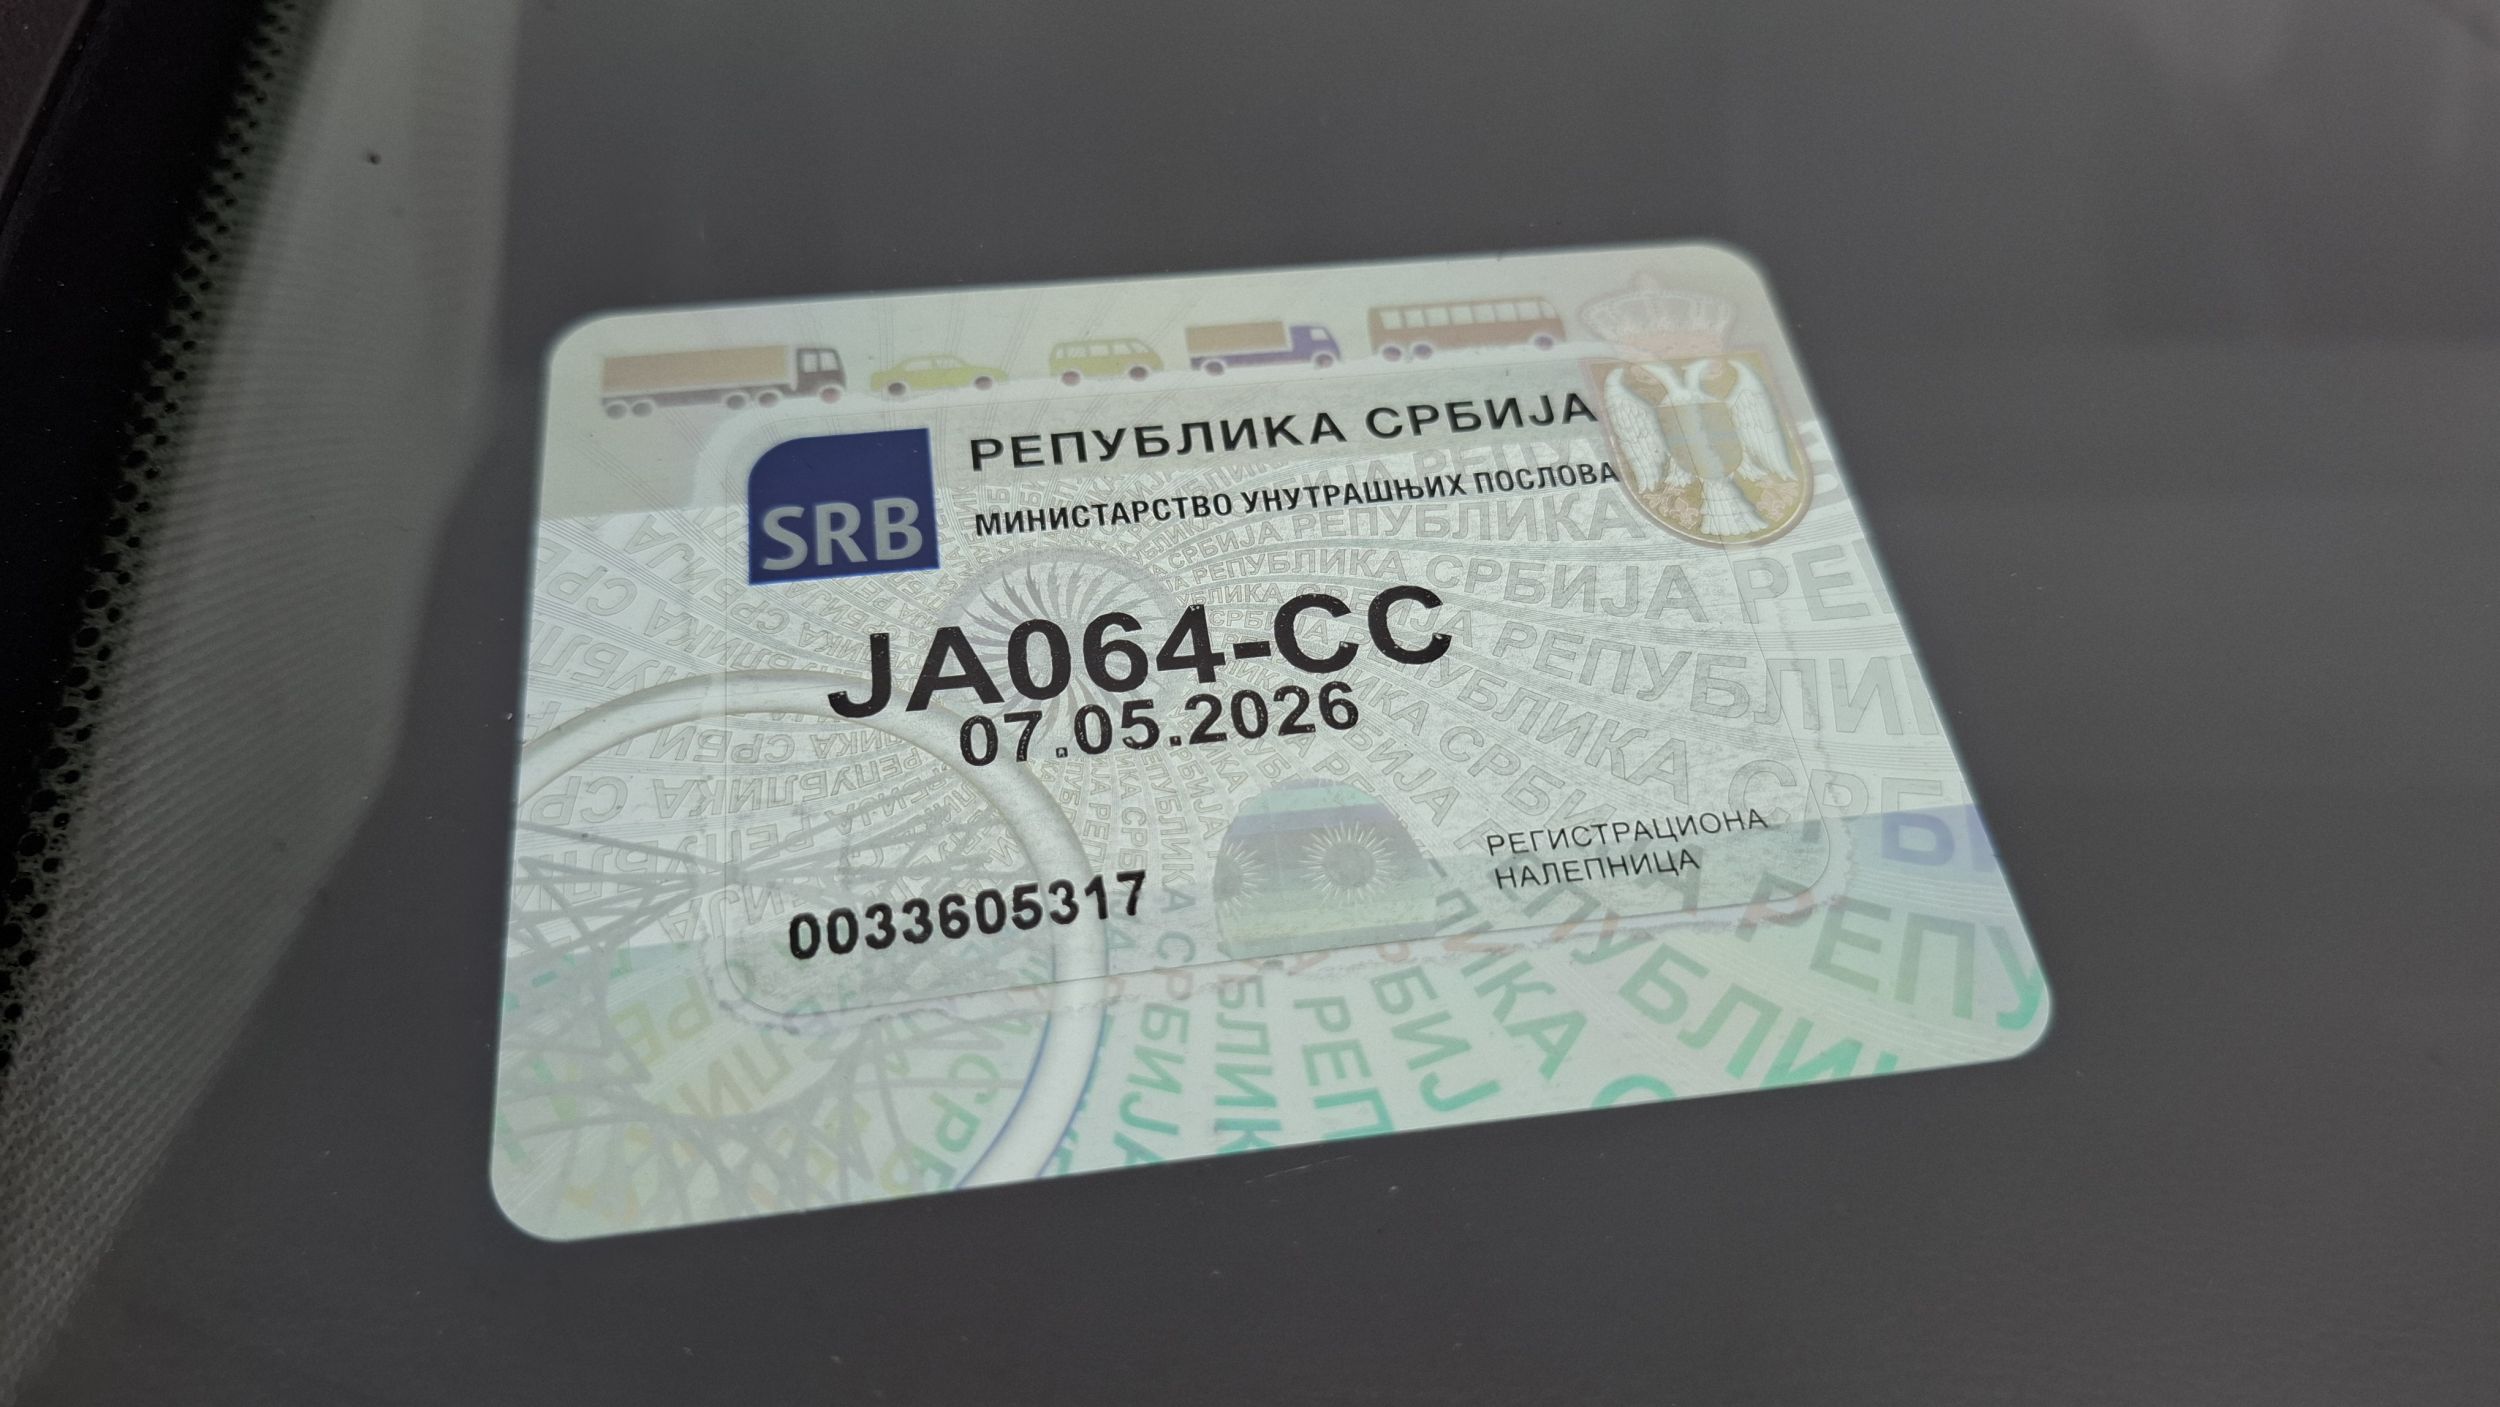 РЕПУБЛИКА СРБИЈА
SRB
МИНИСТАРСТВО УНУТРАШЊИХ ПОСЛОВА
JA064-CC
07.05.2026
РЕГИСТРАЦИОНА
НАЛЕПНИЦА
0033605317